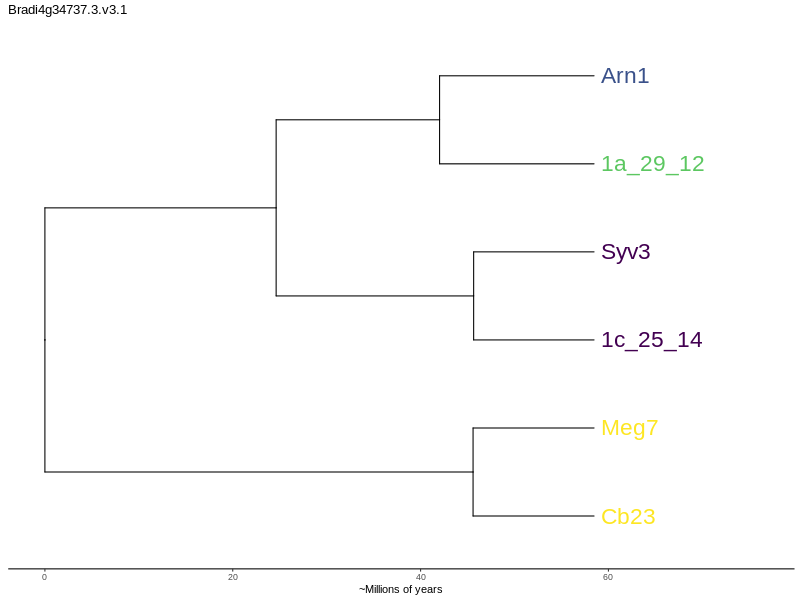 Bradi4g34737.3.v3.1
Arn1
1a_29_12
Syv3
1c_25_14
Meg7
Cb23
0 20 40 60
~Millions of years